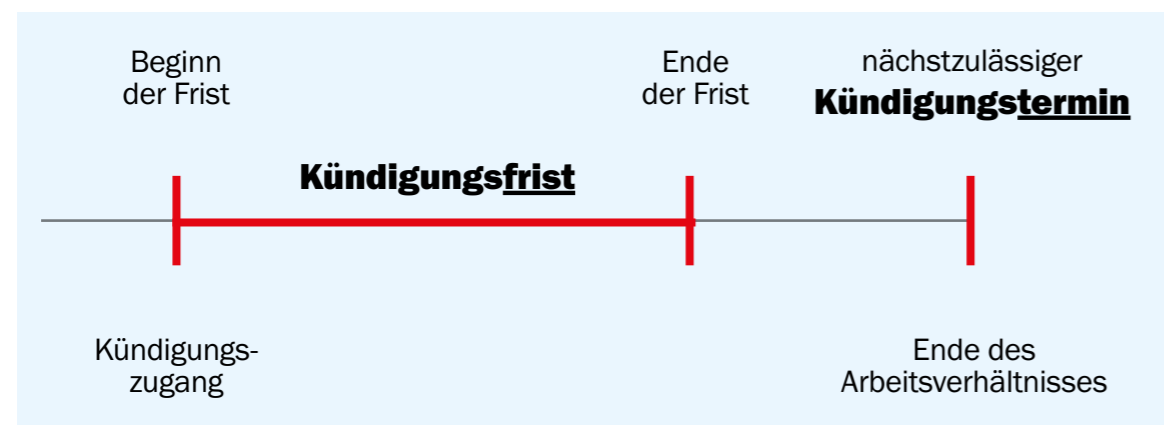 Beginn
der Frist
Ende
der Frist
nächstzulässiger
Kündigungstermin
Kündigungsfrist
Kündigungs-
zugang
Ende des
Arbeitsverhältnisses